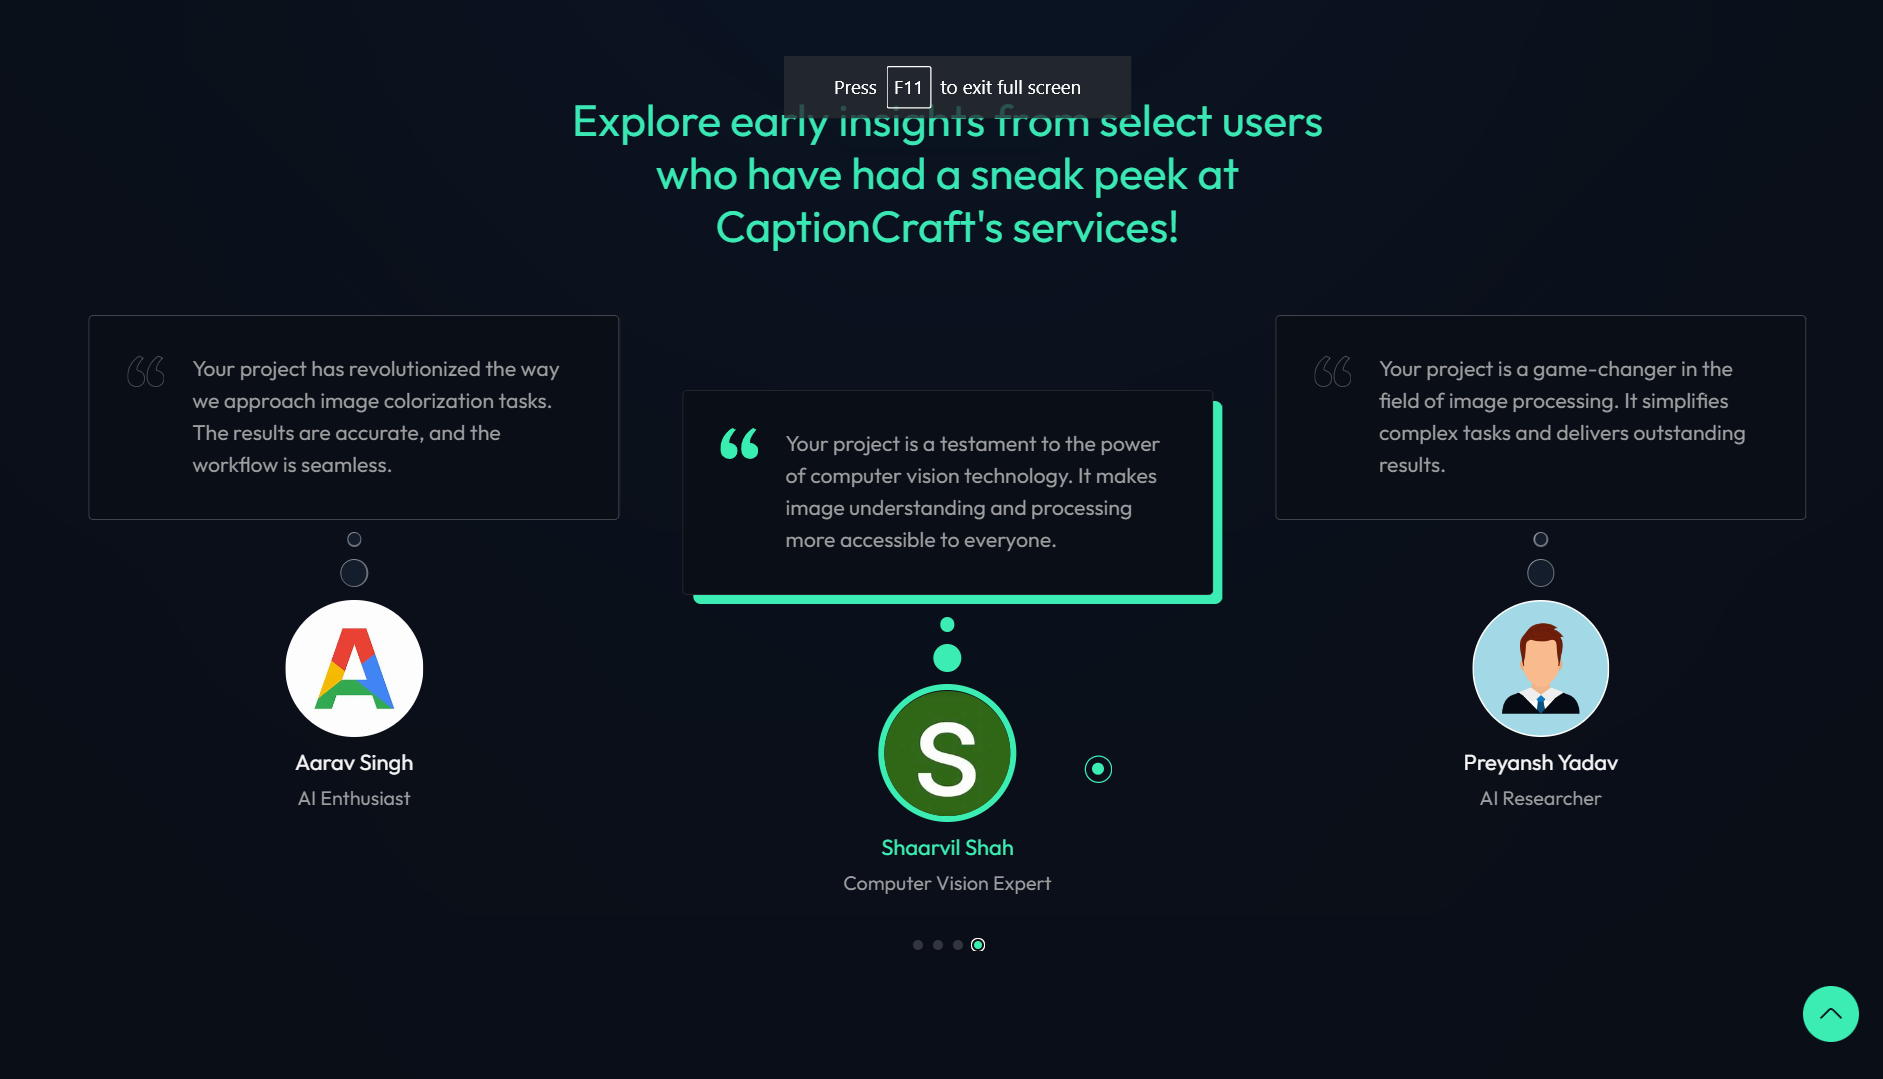 Press F11 to exit full screen
Explore early insights from select users
who have had a sneak peek at
CaptionCraft's services!
Your project has revolutionized the way
we approach image colorization tasks.
The results are accurate, and the
workflow is seamless.
Aarav Singh
AI Enthusiast
Your project is a testament to the power
of computer vision technology. It makes
image understanding and processing
more accessible to everyone.
S
Shaarvil Shah
Computer Vision Expert
Your project is a game-changer in the
field of image processing. It simplifies
complex tasks and delivers outstanding
results.
Preyansh Yadav
AI Researcher